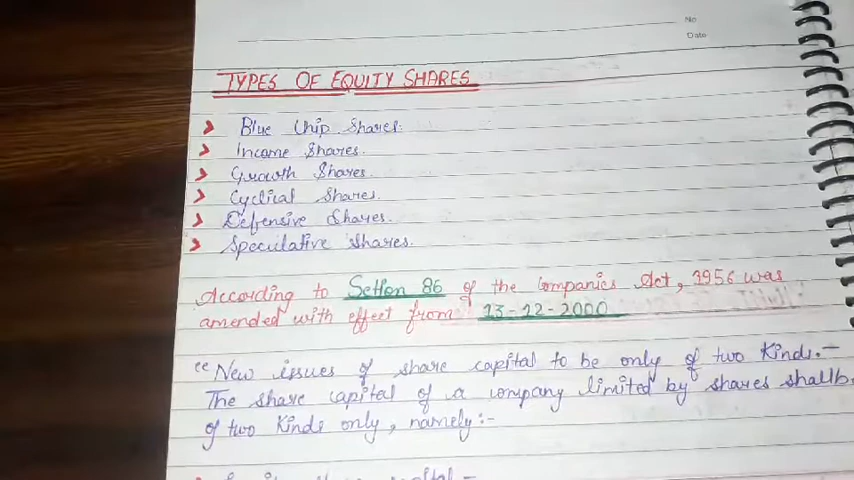 No
Date
TYPES OF EQUITY SHARES
Blue Chip Shares.
Income Shares.
Growth Shares.
Cyclical Shares.
Defensive Shares.
Speculative Shares.
According to Setion 86 of the Companies Act, 1956 was
amended with effect from 13-12-2000
"New issues of share capital to be only of two Kinds.-
The share capital of a company limited by shares shall b
of two Kinds only, namely:-